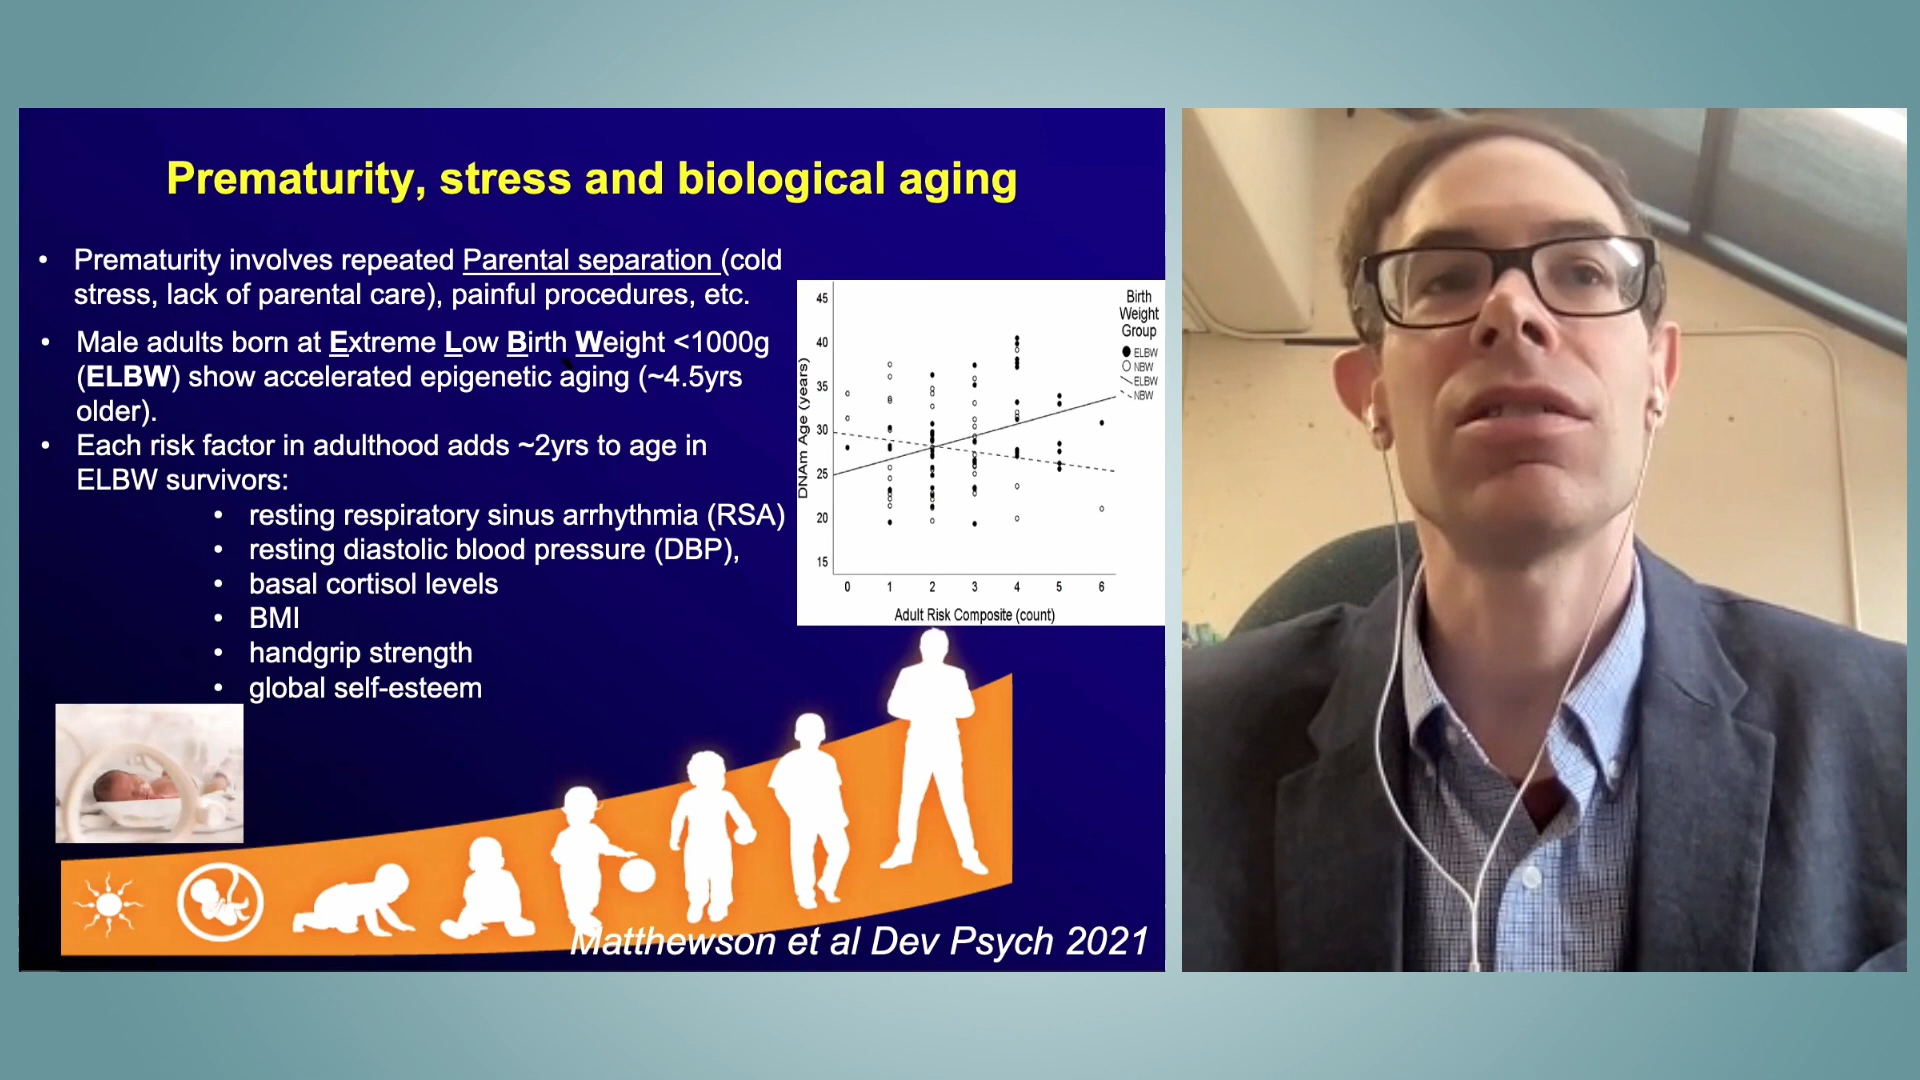 Prematurity, stress and biological aging
• Prematurity involves repeated Parental separation (cold
stress, lack of parental care), painful procedures, etc.
• Male adults born at Extreme Low Birth Weight <1000g
(ELBW) show accelerated epigenetic aging (~4.5yrs
older).
• Each risk factor in adulthood adds ~2yrs to age in
ELBW survivors:
• resting respiratory sinus arrhythmia (RSA)
• resting diastolic blood pressure (DBP),
• basal cortisol levels
• BMI
• handgrip strength
• global self-esteem
DNAm Age (years)
45
40
35
30
25
20
15
0 1 2 3 4 5 6
Adult Risk Composite (count)
Birth
Weight
Group
ELBW
NBW
ELBW
NBW
Matthewson et al Dev Psych 2021